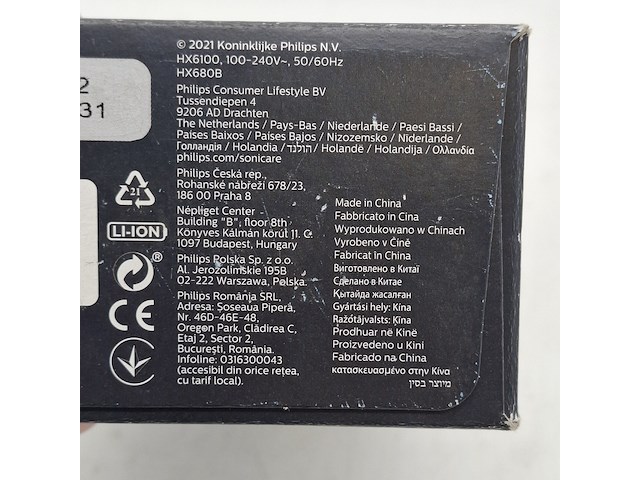 2
31
21
LI-ION
®
CE
© 2021 Koninklijke Philips N.V.
HX6100, 100-240V~, 50/60Hz
HX680B
Philips Consumer Lifestyle BV
Tussendiepen 4
9206 AD Drachten
The Netherlands / Pays-Bas / Niederlande / Paesi Bassi /
Países Baixos / Países Bajos / Nizozemsko / Niderlande /
Голландія / Holandia / הולנד / Holandë / Holandija / Ολλανδία
philips.com/sonicare
Philips Česká rep.,
Rohanské nábřeží 678/23,
186 00 Praha 8
Népliget Center
Building "B", floor 8th
Könyves Kálmán körút 11. C.
1097 Budapest, Hungary
Philips Polska Sp. z o.o.
Al. Jerozolimskie 195B
02-222 Warszawa, Polska.
Philips România SRL,
Adresa: Șoseaua Pipera,
Nr. 46D-46E-48,
Oregon Park, Clădirea C,
Etaj 2, Sector 2,
București, România.
Infoline: 0316300043
(accesibil din orice rețea,
cu tarif local).
Made in China
Fabbricato in Cina
Wyprodukowano w Chinach
Vyrobeno v Číně
Fabricat în China
Виготовлено в Китаї
Сделано в Китае
Қытайда жасалған
Gyártási hely: Kína
Ražotājvalsts: Ķīna
Prodhuar në Kinë
Proizvedeno u Kini
Fabricado na China
κατασκευασμένο στην Κίνα
מיוצר בסין